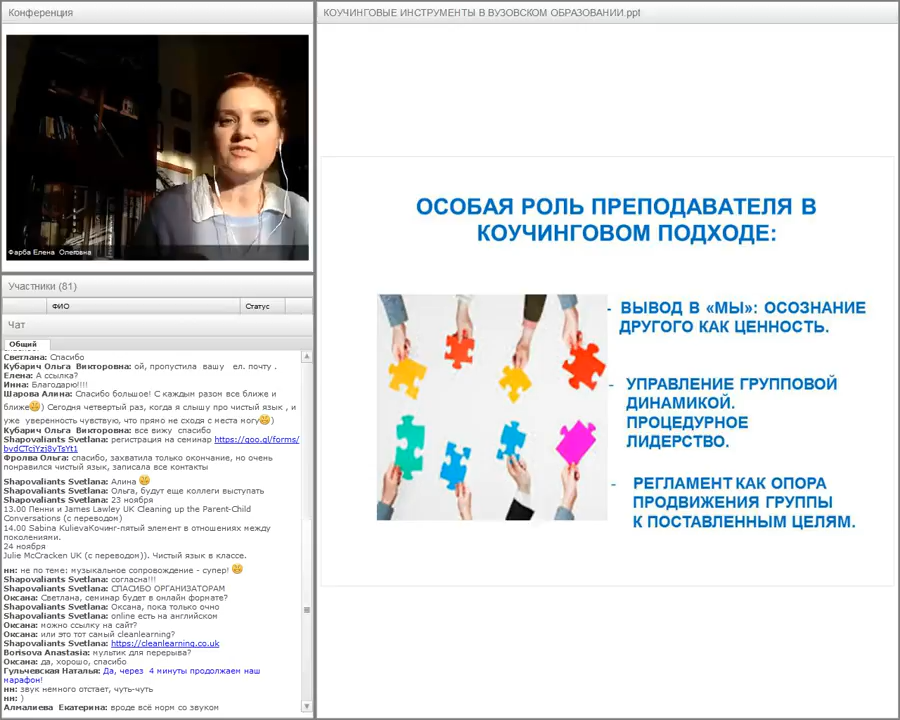 Конференция
Фарба Елена Олеговна
Участники (81)
ФИО
Статус
Чат
Общий
Светлана: Спасибо
Кубарич Ольга Викторовна: ой, пропустила вашу ел. почту .
Елена: А ссылка?
Инна: Благодарю!!!!
Шарова Алина: Спасибо большое! С каждым разом все ближе и
ближе ) Сегодня четвертый раз, когда я слышу про чистый язык , и
уже уверенность чувствую, что прямо не сходя с места могу )
Кубарич Ольга Викторовна: все вижу спасибо
Shapovaliants Svetlana: регистрация на семинар https://goo.gl/forms/
bvdCTcjYzj8vTsYt1
Фролва Ольга: спасибо, захватила только окончание, но очень
понравился чистый язык, записала все контакты
Shapovaliants Svetlana: Алина
Shapovaliants Svetlana: Ольга, будут еще коллеги выступать
Shapovaliants Svetlana: 23 ноября
13.00 Пенни и James Lawley UK Cleaning up the Parent-Child
Conversations (с переводом)
14.00 Sabina KulievaКочинг-пятый элемент в отношениях между
поколениями.
24 ноября
Julie McCracken UK (с переводом)). Чистый язык в классе.
нн: не по теме: музыкальное сопровождение - супер!
Shapovaliants Svetlana: согласна!!!
Shapovaliants Svetlana: СПАСИБО ОРГАНИЗАТОРАМ
Оксана: Светлана, семинар будет в онлайн формате?
Shapovaliants Svetlana: Оксана, пока только очно
Shapovaliants Svetlana: online есть на английском
Оксана: можно ссылку на сайт?
Оксана: или это тот самый cleanlearning?
Shapovaliants Svetlana: https://cleanlearning.co.uk
Borisova Anastasia: мультик для перерыва?
Оксана: да, хорошо, спасибо
Гульчевская Наталья: Да, через 4 минуты продолжаем наш
марафон!
нн: звук немного отстает, чуть-чуть
нн: )
Алмалиева Екатерина: вроде всё норм со звуком
КОУЧИНГОВЫЕ ИНСТРУМЕНТЫ В ВУЗОВСКОМ ОБРАЗОВАНИИ.ppt
ОСОБАЯ РОЛЬ ПРЕПОДАВАТЕЛЯ В
КОУЧИНГОВОМ ПОДХОДЕ:
- ВЫВОД В «МЫ»: ОСОЗНАНИЕ
ДРУГОГО КАК ЦЕННОСТЬ.
- УПРАВЛЕНИЕ ГРУППОВОЙ
ДИНАМИКОЙ.
ПРОЦЕДУРНОЕ
ЛИДЕРСТВО.
- РЕГЛАМЕНТ КАК ОПОРА
ПРОДВИЖЕНИЯ ГРУППЫ
К ПОСТАВЛЕННЫМ ЦЕЛЯМ.